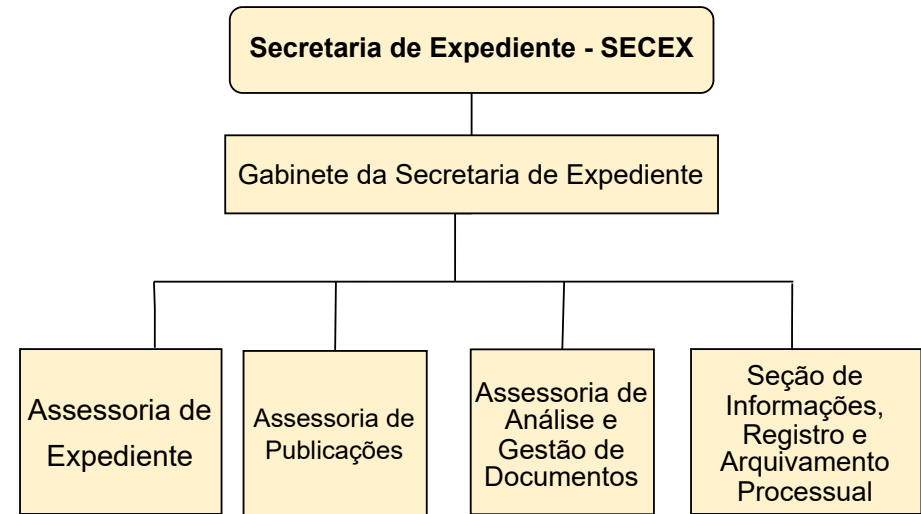 Secretaria de Expediente - SECEX
Gabinete da Secretaria de Expediente
Assessoria de
Expediente
Assessoria de
Publicações
Assessoria de
Análise e
Gestão de
Documentos
Seção de
Informações,
Registro e
Arquivamento
Processual